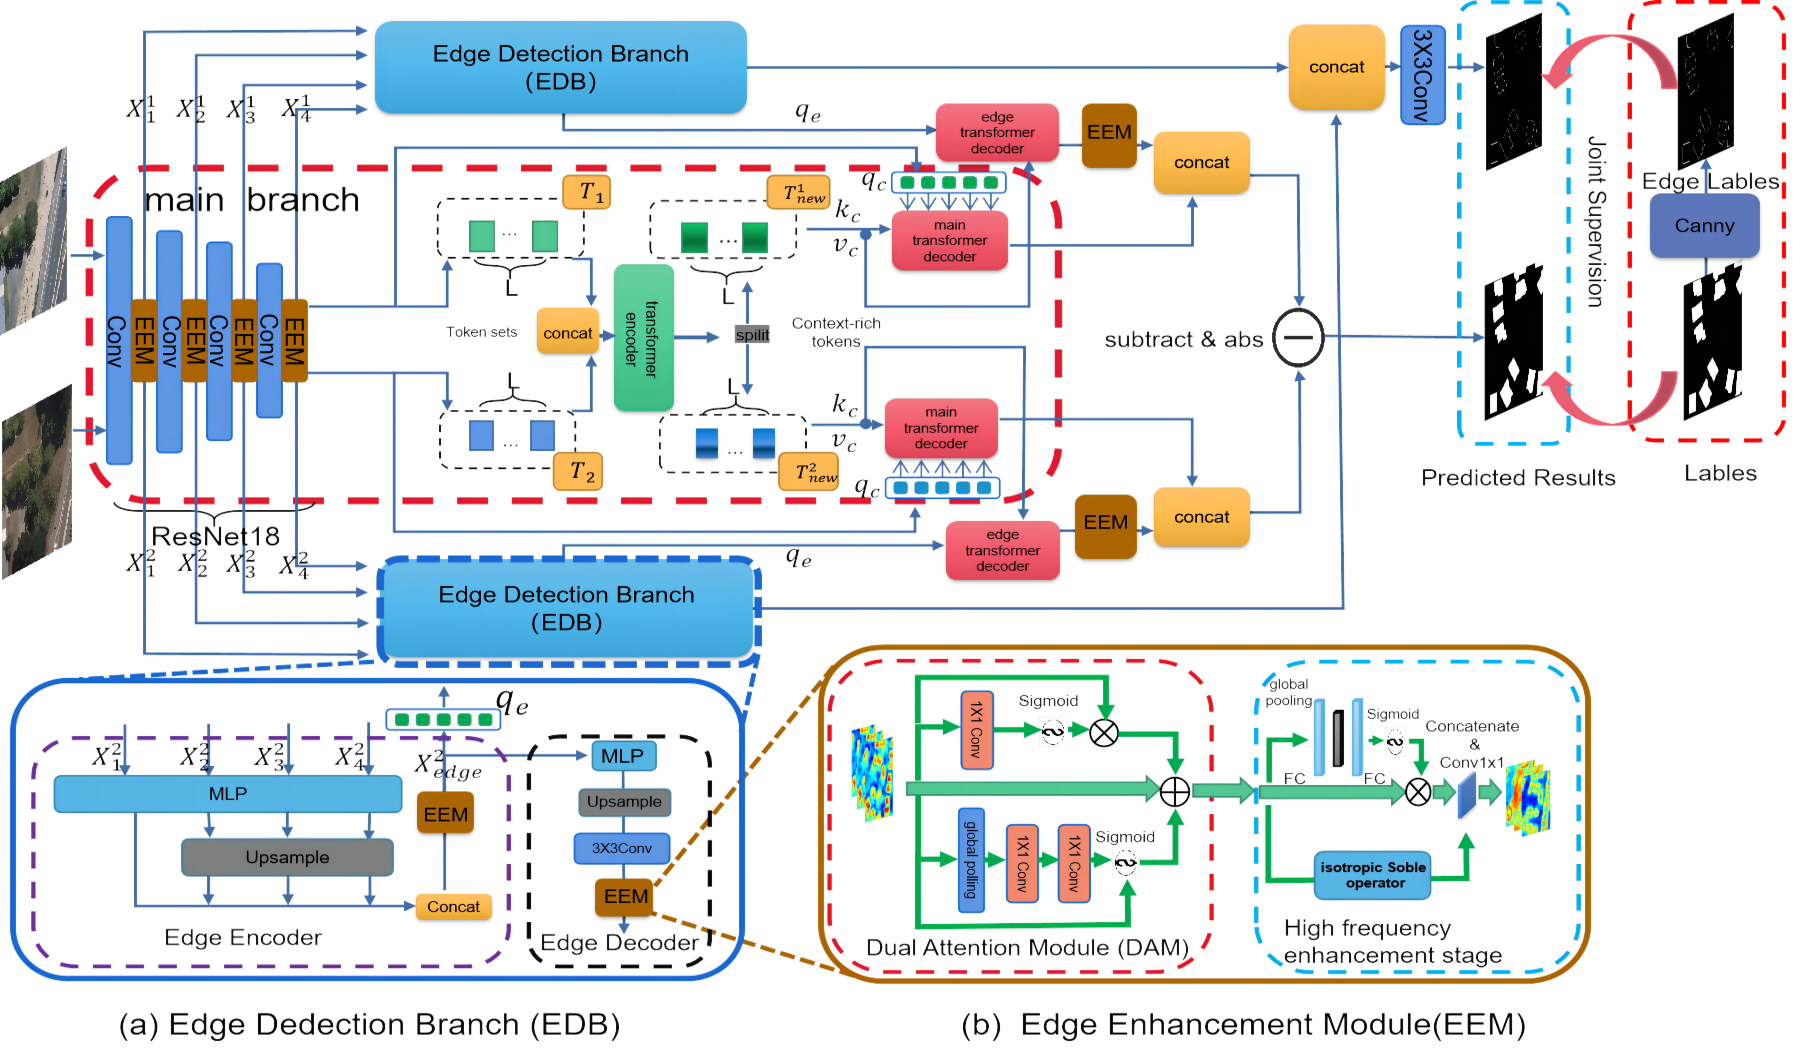 Edge Detection Branch
(EDB)
concat
3X3Conv
X_1^1
X_2^1
X_3^1
X_4^1
q_e
edge
transformer
decoder
EEM
concat
Joint Supervision
Edge Lables
Canny
main branch
T_1
T_new^1
q_c
k_c
v_c
main
transformer
decoder
...
...
L
L
Conv
EEM
Conv
EEM
Conv
EEM
Conv
EEM
Token sets
concat
transformer
encoder
spilit
Context-rich
tokens
subtract & abs
L
L
...
...
T_2
T_new^2
k_c
v_c
main
transformer
decoder
q_c
Predicted Results
Lables
ResNet18
X_1^2
X_2^2
X_3^2
X_4^2
q_e
edge
transformer
decoder
EEM
concat
Edge Detection Branch
(EDB)
q_e
X_1^2
X_2^2
X_3^2
X_4^2
X_edge^2
MLP
Upsample
EEM
Concat
Edge Encoder
MLP
Upsample
3X3Conv
EEM
Edge Decoder
1X1 Conv
Sigmoid
global polling
1X1 Conv
1X1 Conv
Sigmoid
Dual Attention Module (DAM)
global
pooling
Sigmoid
FC
FC
Concatenate
&
Conv1x1
isotropic Soble
operator
High frequency
enhancement stage
(a) Edge Dedection Branch (EDB)
(b) Edge Enhancement Module(EEM)